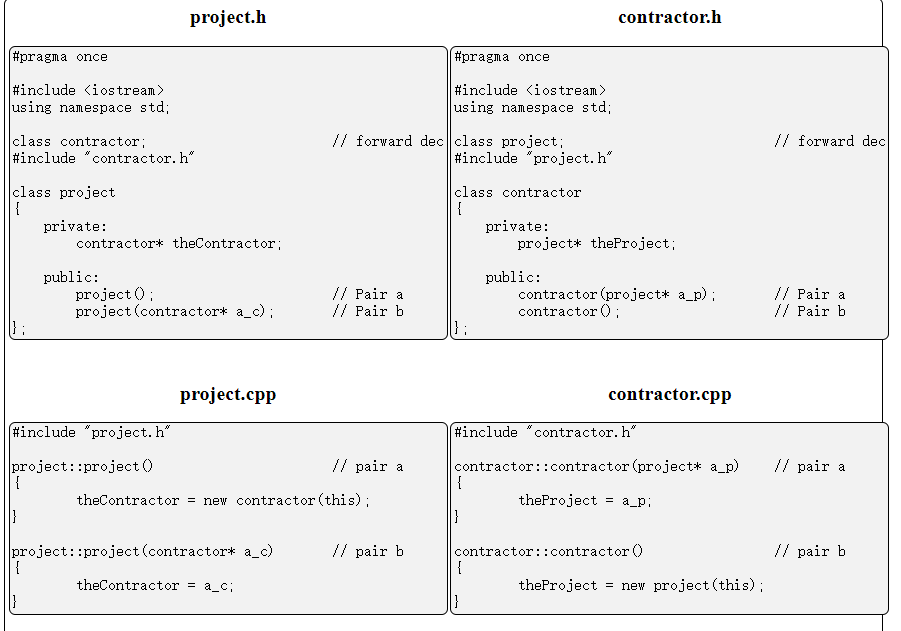 project.h
#pragma once
#include <iostream>
using namespace std;
class contractor; // forward dec
#include "contractor.h"
class project
{
private:
contractor* theContractor;
public:
project(); // Pair a
project(contractor* a_c); // Pair b
};
contractor.h
#pragma once
#include <iostream>
using namespace std;
class project; // forward dec
#include "project.h"
class contractor
{
private:
project* theProject;
public:
contractor(project* a_p); // Pair a
contractor(); // Pair b
};
project.cpp
#include "project.h"
project::project() // pair a
{
theContractor = new contractor(this);
}
project::project(contractor* a_c) // pair b
{
theContractor = a_c;
}
contractor.cpp
#include "contractor.h"
contractor::contractor(project* a_p) // pair a
{
theProject = a_p;
}
contractor::contractor() // pair b
{
theProject = new project(this);
}